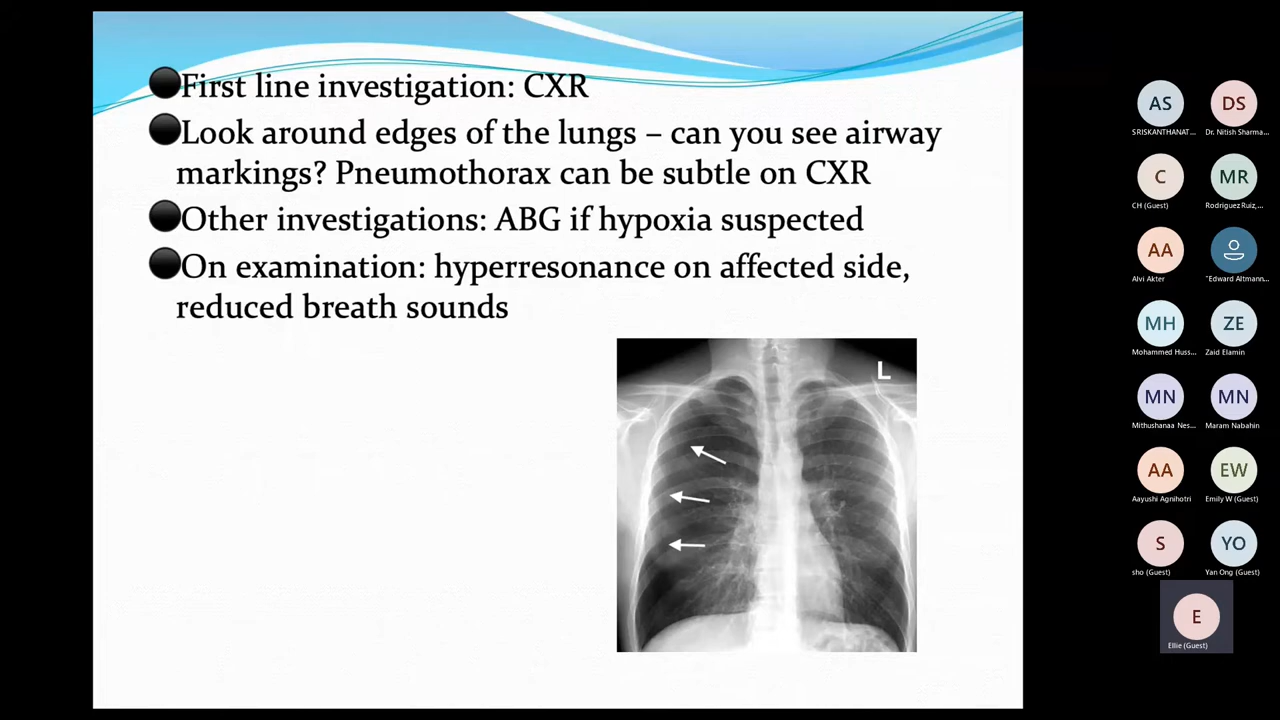 First line investigation: CXR
Look around edges of the lungs – can you see airway
markings? Pneumothorax can be subtle on CXR
Other investigations: ABG if hypoxia suspected
On examination: hyperresonance on affected side,
reduced breath sounds
L
AS
DS
SRISKANTHANAT...
Dr. Nitish Sharma...
C
MR
CH (Guest)
Rodriguez Ruiz,...
AA
Alvi Akter
"Edward Altmann...
MH
ZE
Mohammed Huss...
Zaid Elamin
MN
MN
Mithushanaa Nes...
Maram Nabahin
AA
EW
Aayushi Agnihotri
Emily W (Guest)
S
YO
sho (Guest)
Yan Ong (Guest)
E
Ellie (Guest)